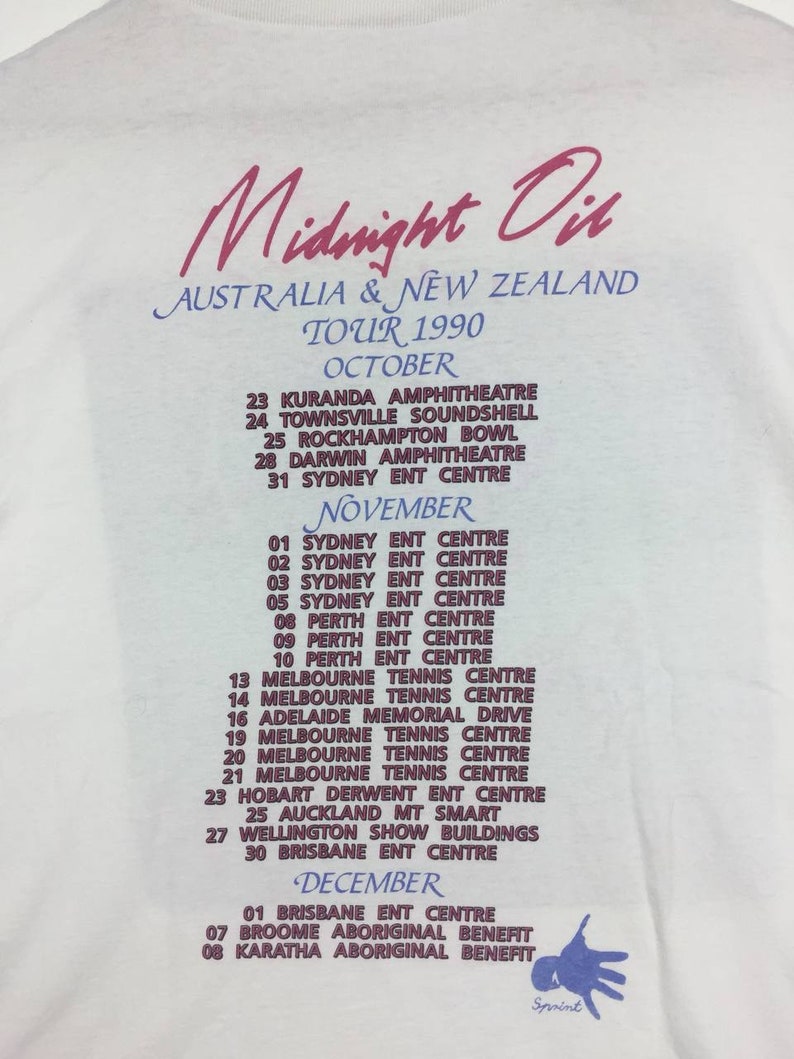 Midnight Oil
AUSTRALIA & NEW ZEALAND
TOUR 1990
OCTOBER
23 KURANDA AMPHITHEATRE
24 TOWNSVILLE SOUNDSHELL
25 ROCKHAMPTON BOWL
28 DARWIN AMPHITHEATRE
31 SYDNEY ENT CENTRE
NOVEMBER
01 SYDNEY ENT CENTRE
02 SYDNEY ENT CENTRE
03 SYDNEY ENT CENTRE
05 SYDNEY ENT CENTRE
08 PERTH ENT CENTRE
09 PERTH ENT CENTRE
10 PERTH ENT CENTRE
13 MELBOURNE TENNIS CENTRE
14 MELBOURNE TENNIS CENTRE
16 ADELAIDE MEMORIAL DRIVE
19 MELBOURNE TENNIS CENTRE
20 MELBOURNE TENNIS CENTRE
21 MELBOURNE TENNIS CENTRE
23 HOBART DERWENT ENT CENTRE
25 AUCKLAND MT SMART
27 WELLINGTON SHOW BUILDINGS
30 BRISBANE ENT CENTRE
DECEMBER
01 BRISBANE ENT CENTRE
07 BROOME ABORIGINAL BENEFIT
08 KARATHA ABORIGINAL BENEFIT
Sprint